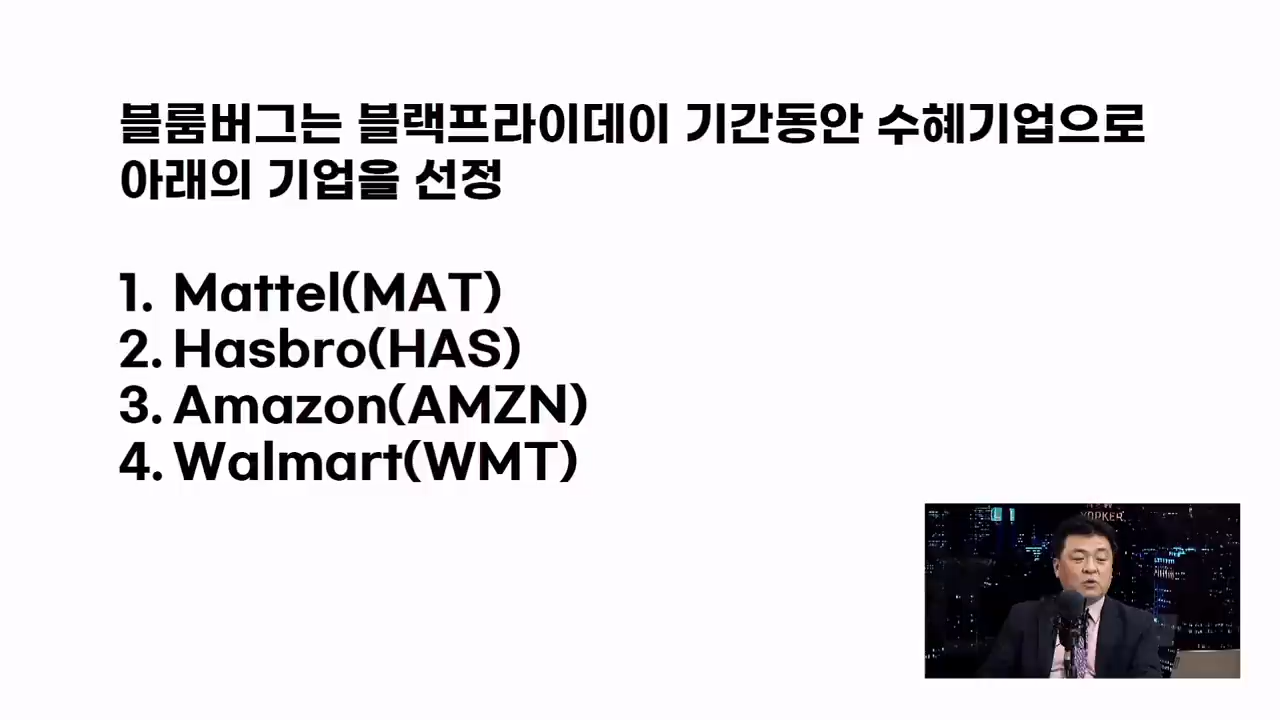 블룸버그는 블랙프라이데이 기간동안 수혜기업으로
아래의 기업을 선정
1. Mattel(MAT)
2. Hasbro(HAS)
3. Amazon(AMZN)
4. Walmart(WMT)
YORKER